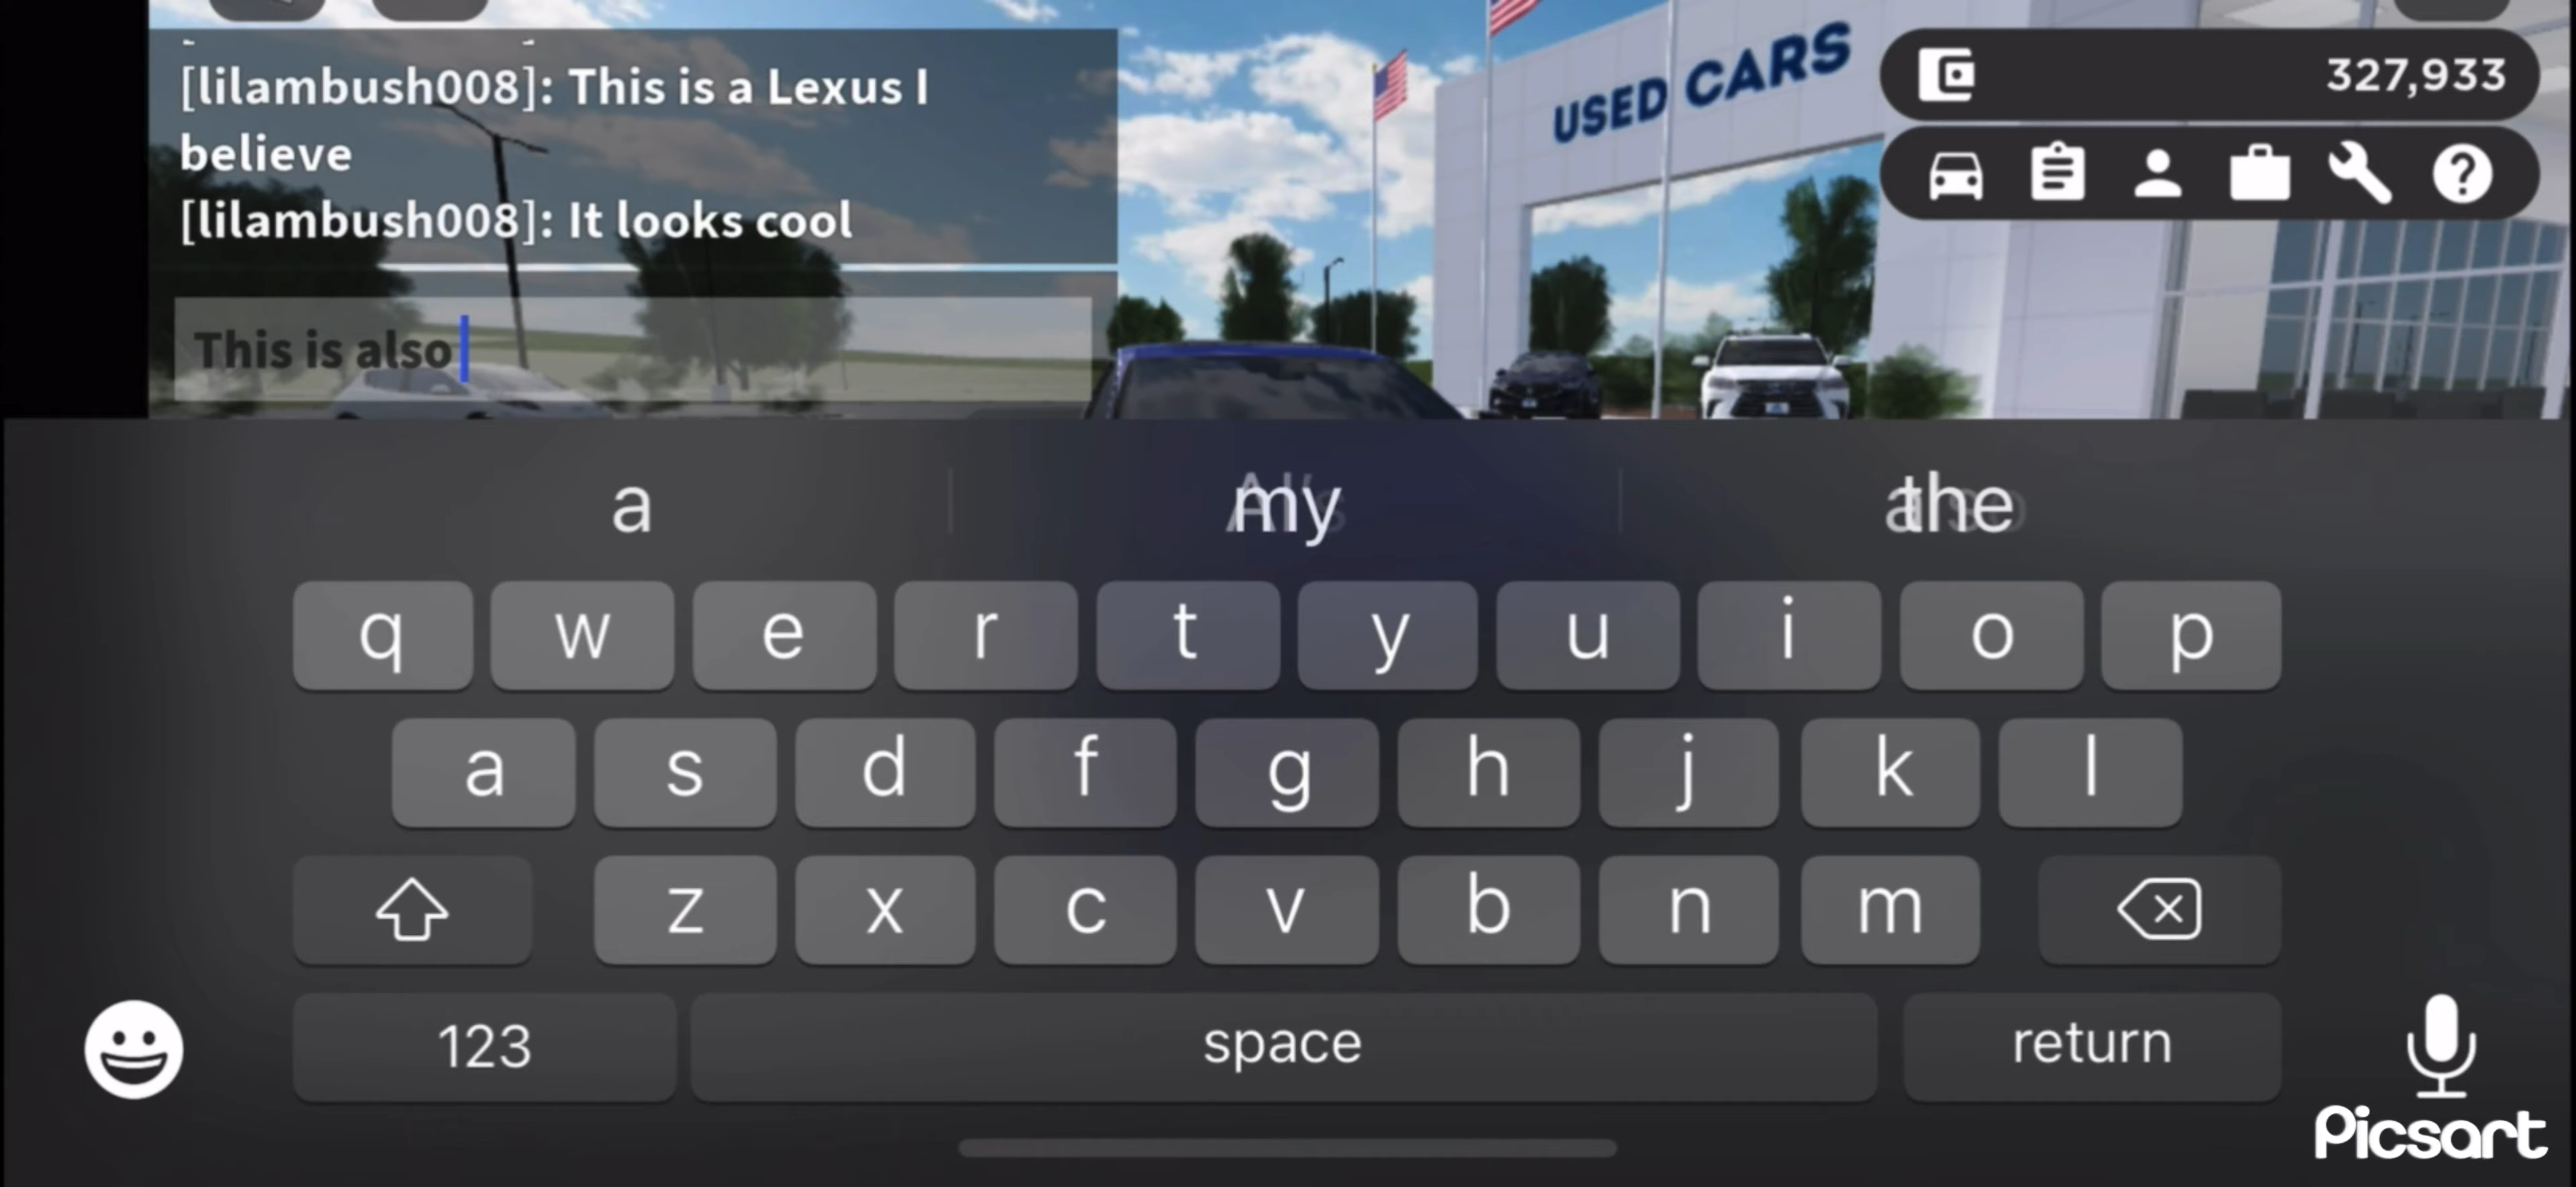 [lilambush008]: This is a Lexus I
believe
[lilambush008]: It looks cool
USED CARS
327,933
This is also
a my the
q w e r t y u i o p
a s d f g h j k l
z x c v b n m
123 space return
Picsart